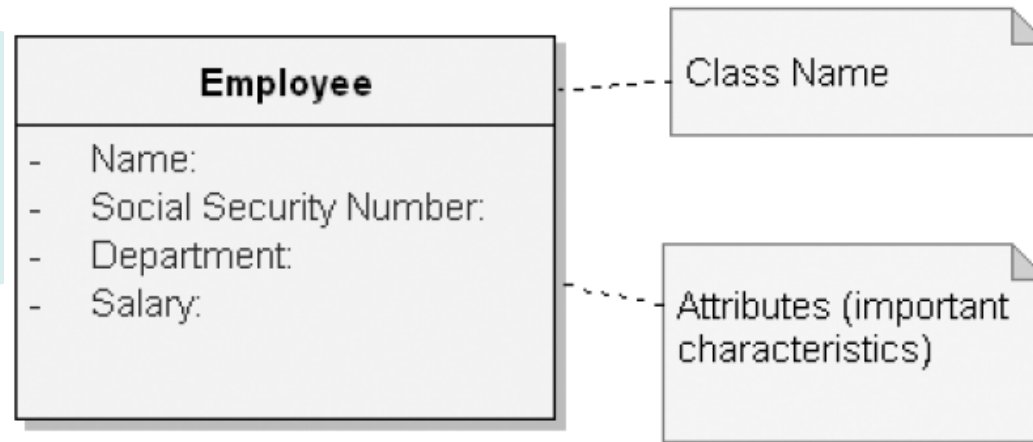 Employee
- Name:
- Social Security Number:
- Department:
- Salary:
Class Name
Attributes (important
characteristics)